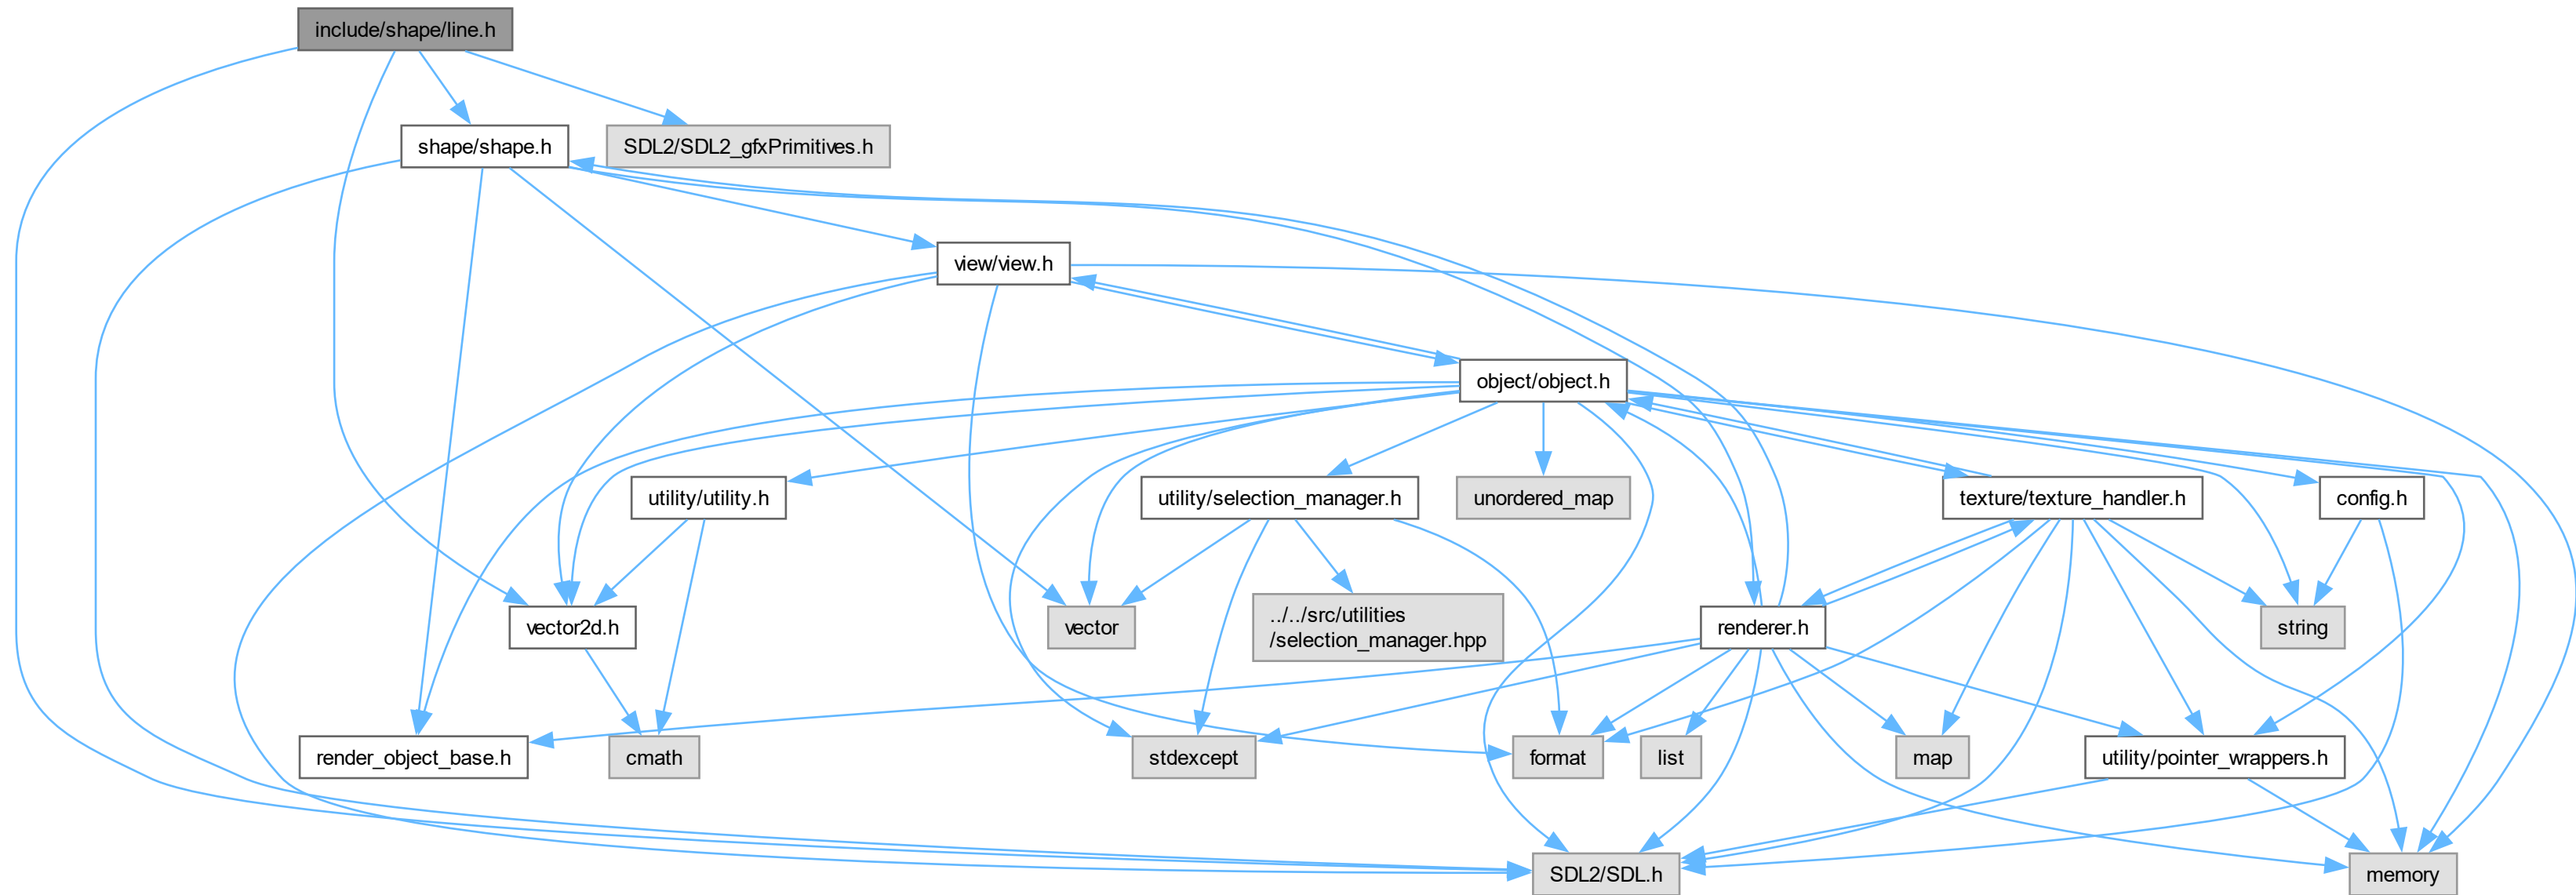 include/shape/line.h
shape/shape.h
SDL2/SDL2_gfxPrimitives.h
view/view.h
object/object.h
utility/utility.h
utility/selection_manager.h
unordered_map
texture/texture_handler.h
config.h
vector2d.h
vector
../../src/utilities
/selection_manager.hpp
renderer.h
string
render_object_base.h
cmath
stdexcept
format
list
map
utility/pointer_wrappers.h
SDL2/SDL.h
memory